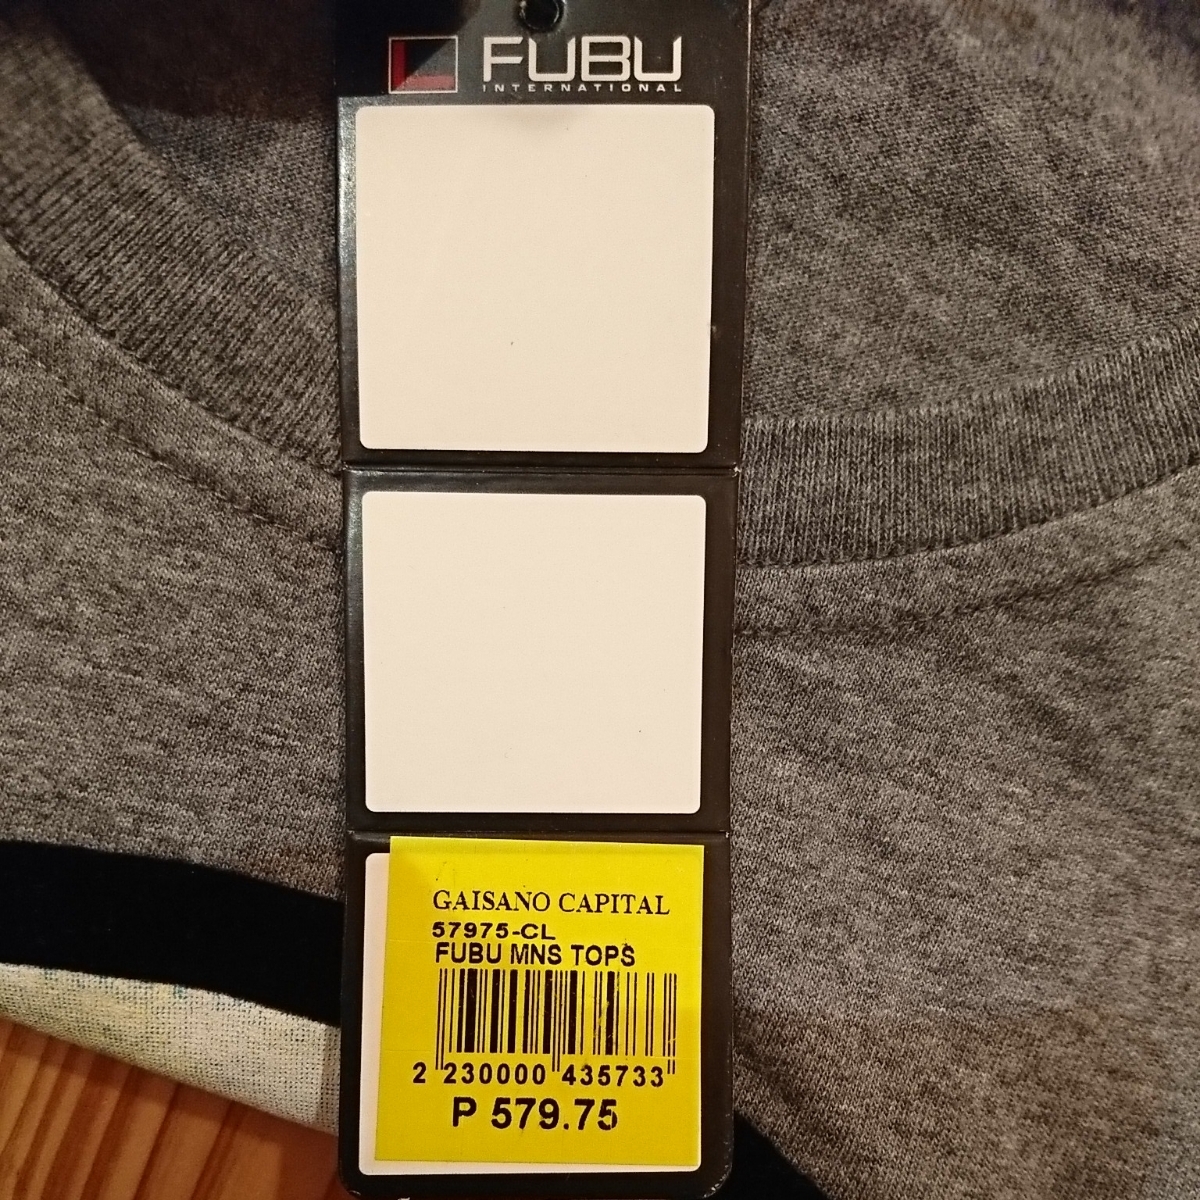 FUBU
INTERNATIONAL
GAISANO CAPITAL
57975-CL
FUBU MNS TOPS
2 230000 435733
P 579.75